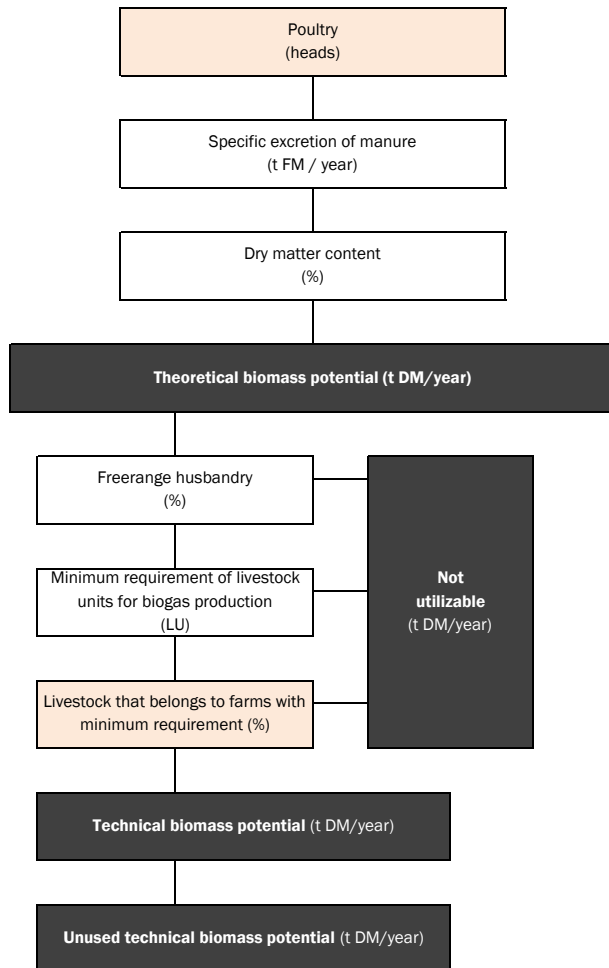 Poultry
(heads)
Specific excretion of manure
(t FM / year)
Dry matter content
(%)
Theoretical biomass potential (t DM/year)
Freerange husbandry
(%)
Minimum requirement of livestock
units for biogas production
(LU)
Not
utilizable
(t DM/year)
Livestock that belongs to farms with
minimum requirement (%)
Technical biomass potential (t DM/year)
Unused technical biomass potential (t DM/year)